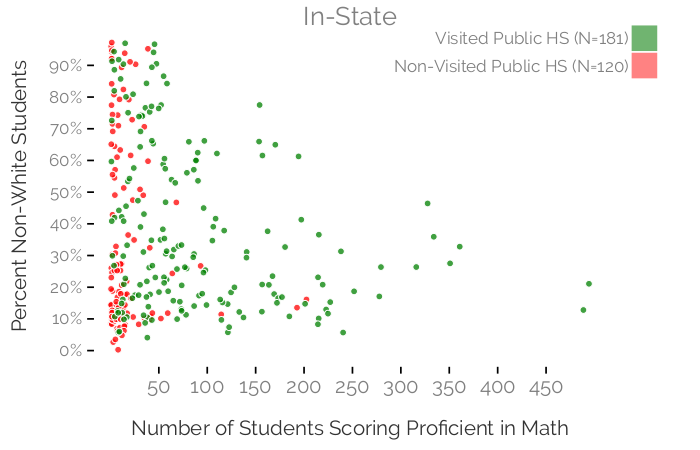 In-State
Visited Public HS (N=181)
Non-Visited Public HS (N=120)
Percent Non-White Students
90%
80%
70%
60%
50%
40%
30%
20%
10%
0%
50 100 150 200 250 300 350 400 450
Number of Students Scoring Proficient in Math